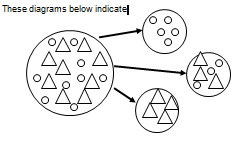 These diagrams below indicate